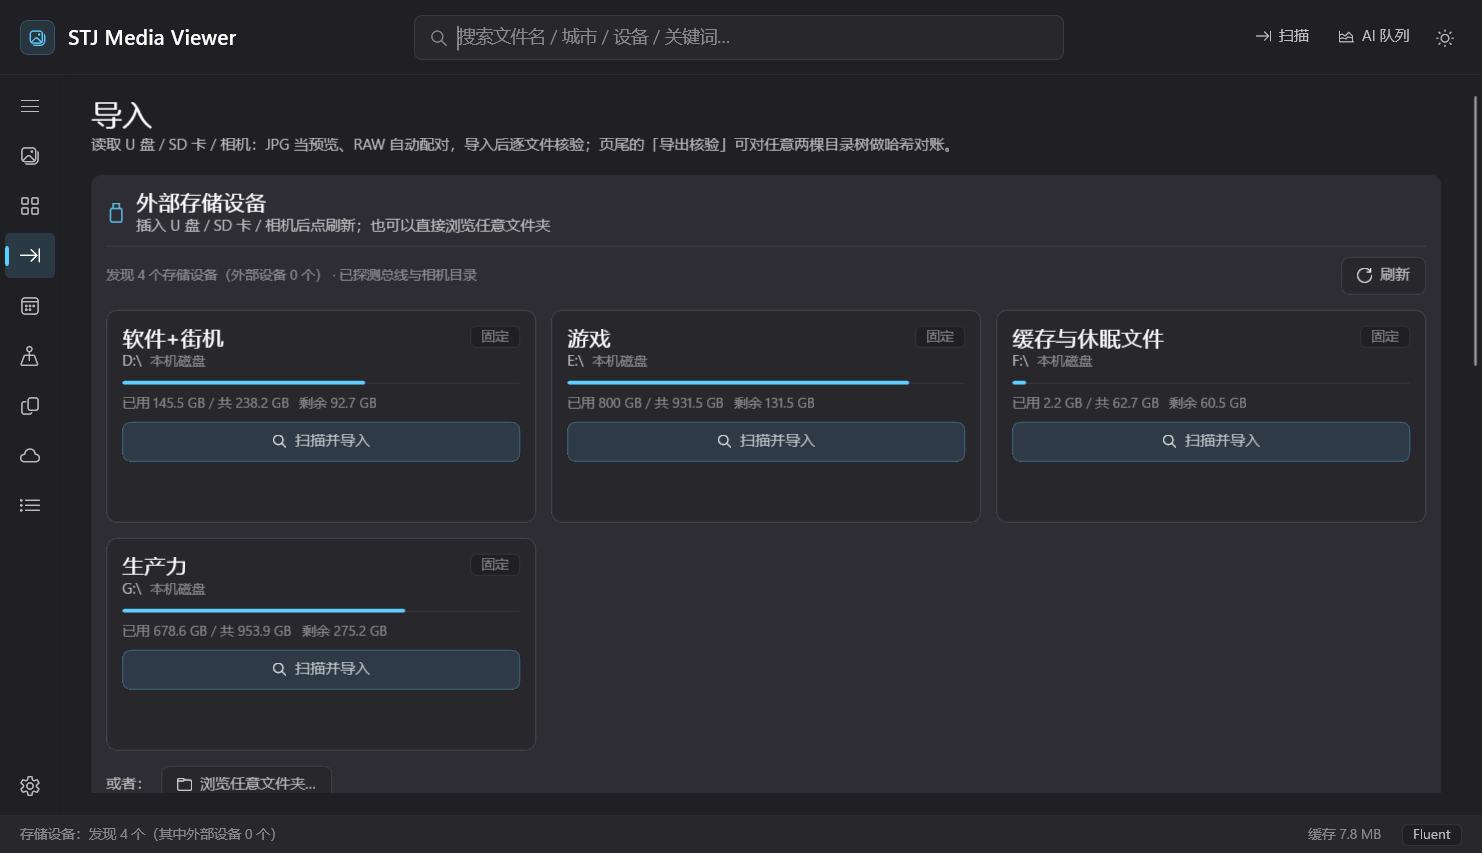 STJ Media Viewer
搜索文件名 / 城市 / 设备 / 关键词...
扫描
AI 队列
导入
读取 U 盘 / SD 卡 / 相机：JPG 当预览、RAW 自动配对，导入后逐文件核验；页尾的「导出核验」可对任意两棵目录树做哈希对账。
外部存储设备
插入 U 盘 / SD 卡 / 相机后点刷新；也可以直接浏览任意文件夹
发现 4 个存储设备（外部设备 0 个） · 已探测总线与相机目录
刷新
软件+街机
固定
D:\ 本机磁盘
已用 145.5 GB / 共 238.2 GB 剩余 92.7 GB
扫描并导入
游戏
固定
E:\ 本机磁盘
已用 800 GB / 共 931.5 GB 剩余 131.5 GB
扫描并导入
缓存与休眠文件
固定
F:\ 本机磁盘
已用 2.2 GB / 共 62.7 GB 剩余 60.5 GB
扫描并导入
生产力
固定
G:\ 本机磁盘
已用 678.6 GB / 共 953.9 GB 剩余 275.2 GB
扫描并导入
或者：
浏览任意文件夹...
存储设备：发现 4 个（其中外部设备 0 个）
缓存 7.8 MB
Fluent